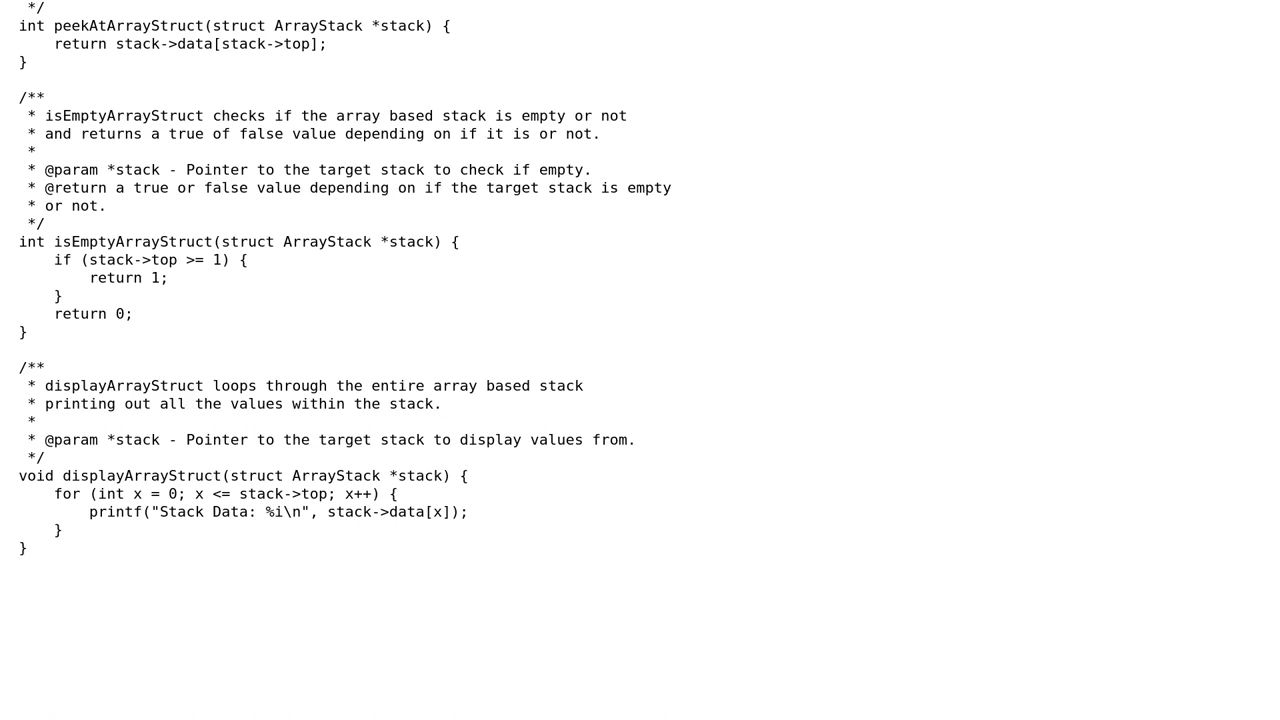 */
int peekAtArrayStruct(struct ArrayStack *stack) {
    return stack->data[stack->top];
}

/**
 * isEmptyArrayStruct checks if the array based stack is empty or not
 * and returns a true of false value depending on if it is or not.
 *
 * @param *stack - Pointer to the target stack to check if empty.
 * @return a true or false value depending on if the target stack is empty
 * or not.
 */
int isEmptyArrayStruct(struct ArrayStack *stack) {
    if (stack->top >= 1) {
        return 1;
    }
    return 0;
}

/**
 * displayArrayStruct loops through the entire array based stack
 * printing out all the values within the stack.
 *
 * @param *stack - Pointer to the target stack to display values from.
 */
void displayArrayStruct(struct ArrayStack *stack) {
    for (int x = 0; x <= stack->top; x++) {
        printf("Stack Data: %i\n", stack->data[x]);
    }
}